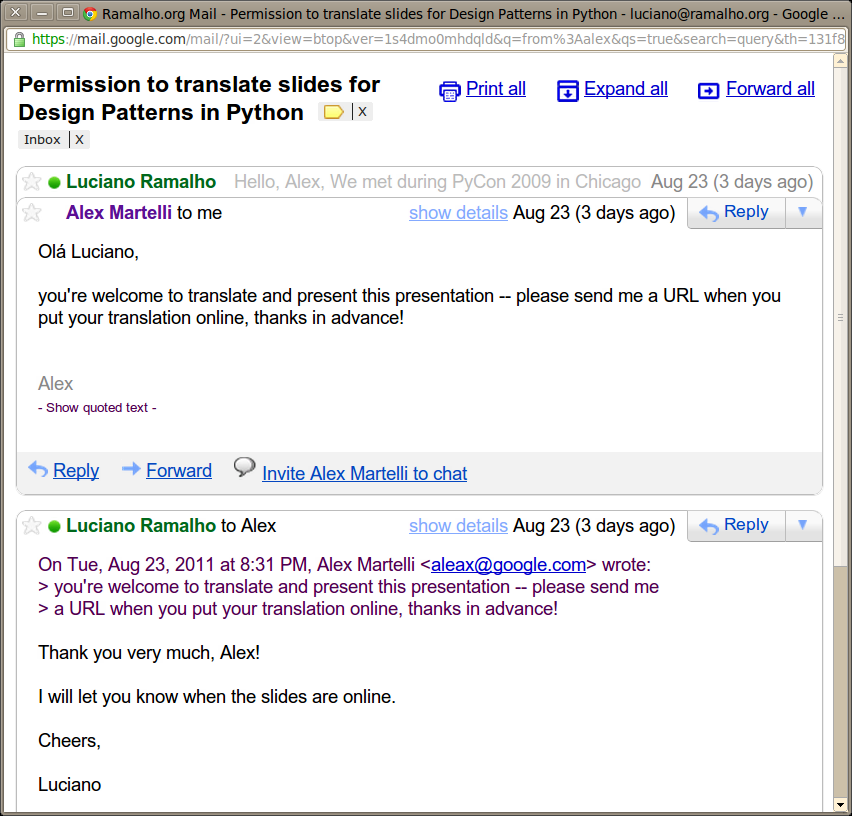 Ramalho.org Mail - Permission to translate slides for Design Patterns in Python - luciano@ramalho.org - Google ...
https://mail.google.com/mail/?ui=2&view=btop&ver=1s4dmo0mhdqld&q=from%3Aalex&qs=true&search=query&th=131f8
Permission to translate slides for
Design Patterns in Python X
Inbox X
Print all Expand all Forward all
Luciano Ramalho Hello, Alex, We met during PyCon 2009 in Chicago Aug 23 (3 days ago)
Alex Martelli to me show details Aug 23 (3 days ago) Reply
Olá Luciano,
you're welcome to translate and present this presentation -- please send me a URL when you
put your translation online, thanks in advance!
Alex
- Show quoted text -
Reply Forward Invite Alex Martelli to chat
Luciano Ramalho to Alex show details Aug 23 (3 days ago) Reply
On Tue, Aug 23, 2011 at 8:31 PM, Alex Martelli <aleax@google.com> wrote:
> you're welcome to translate and present this presentation -- please send me
> a URL when you put your translation online, thanks in advance!
Thank you very much, Alex!
I will let you know when the slides are online.
Cheers,
Luciano